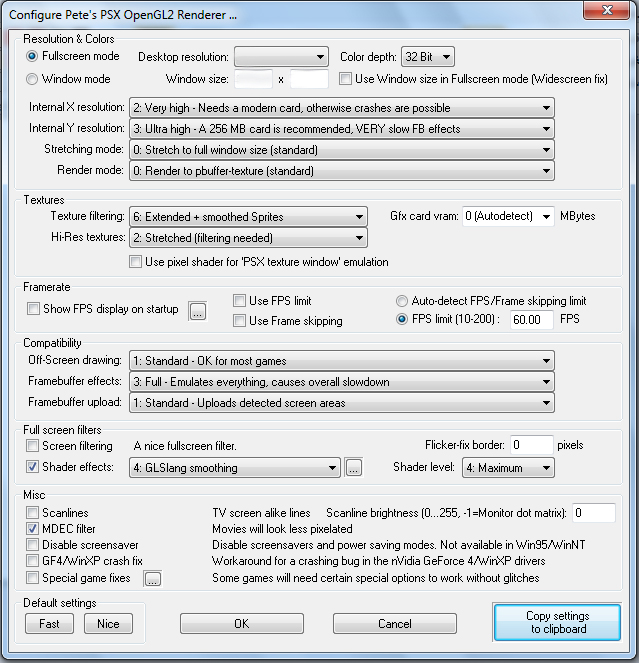 Configure Pete's PSX OpenGL2 Renderer ...
Resolution & Colors
Fullscreen mode Desktop resolution: Color depth: 32 Bit
Window mode Window size: x Use Window size in Fullscreen mode (Widescreen fix)
Internal X resolution: 2: Very high - Needs a modern card, otherwise crashes are possible
Internal Y resolution: 3: Ultra high - A 256 MB card is recommended, VERY slow FB effects
Stretching mode: 0: Stretch to full window size (standard)
Render mode: 0: Render to pbuffer-texture (standard)
Textures
Texture filtering: 6: Extended + smoothed Sprites Gfx card vram: 0 (Autodetect) MBytes
Hi-Res textures: 2: Stretched (filtering needed)
Use pixel shader for 'PSX texture window' emulation
Framerate
Show FPS display on startup ... Use FPS limit Auto-detect FPS/Frame skipping limit
Use Frame skipping FPS limit (10-200) : 60.00 FPS
Compatibility
Off-Screen drawing: 1: Standard - OK for most games
Framebuffer effects: 3: Full - Emulates everything, causes overall slowdown
Framebuffer upload: 1: Standard - Uploads detected screen areas
Full screen filters
Screen filtering A nice fullscreen filter. Flicker-fix border: 0 pixels
Shader effects: 4: GLSlang smoothing ... Shader level: 4: Maximum
Misc
Scanlines TV screen alike lines Scanline brightness (0...255, -1=Monitor dot matrix): 0
MDEC filter Movies will look less pixelated
Disable screensaver Disable screensavers and power saving modes. Not available in Win95/WinNT
GF4/WinXP crash fix Workaround for a crashing bug in the nVidia GeForce 4/WinXP drivers
Special game fixes ... Some games will need certain special options to work without glitches
Default settings
Fast Nice OK Cancel Copy settings
to clipboard